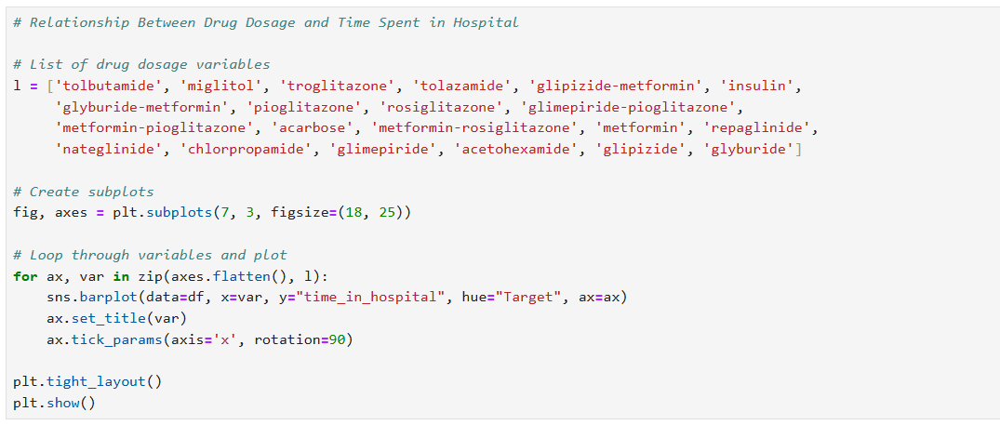 # Relationship Between Drug Dosage and Time Spent in Hospital
# List of drug dosage variables
l = ['tolbutamide', 'miglitol', 'troglitazone', 'tolazamide', 'glipizide-metformin', 'insulin',
'glyburide-metformin', 'pioglitazone', 'rosiglitazone', 'glimepiride-pioglitazone',
'metformin-pioglitazone', 'acarbose', 'metformin-rosiglitazone', 'metformin', 'repaglinide',
'nateglinide', 'chlorpropamide', 'glimepiride', 'acetohexamide', 'glipizide', 'glyburide']
# Create subplots
fig, axes = plt.subplots(7, 3, figsize=(18, 25))
# Loop through variables and plot
for ax, var in zip(axes.flatten(), l):
    sns.barplot(data=df, x=var, y="time_in_hospital", hue="Target", ax=ax)
    ax.set_title(var)
    ax.tick_params(axis='x', rotation=90)
plt.tight_layout()
plt.show()